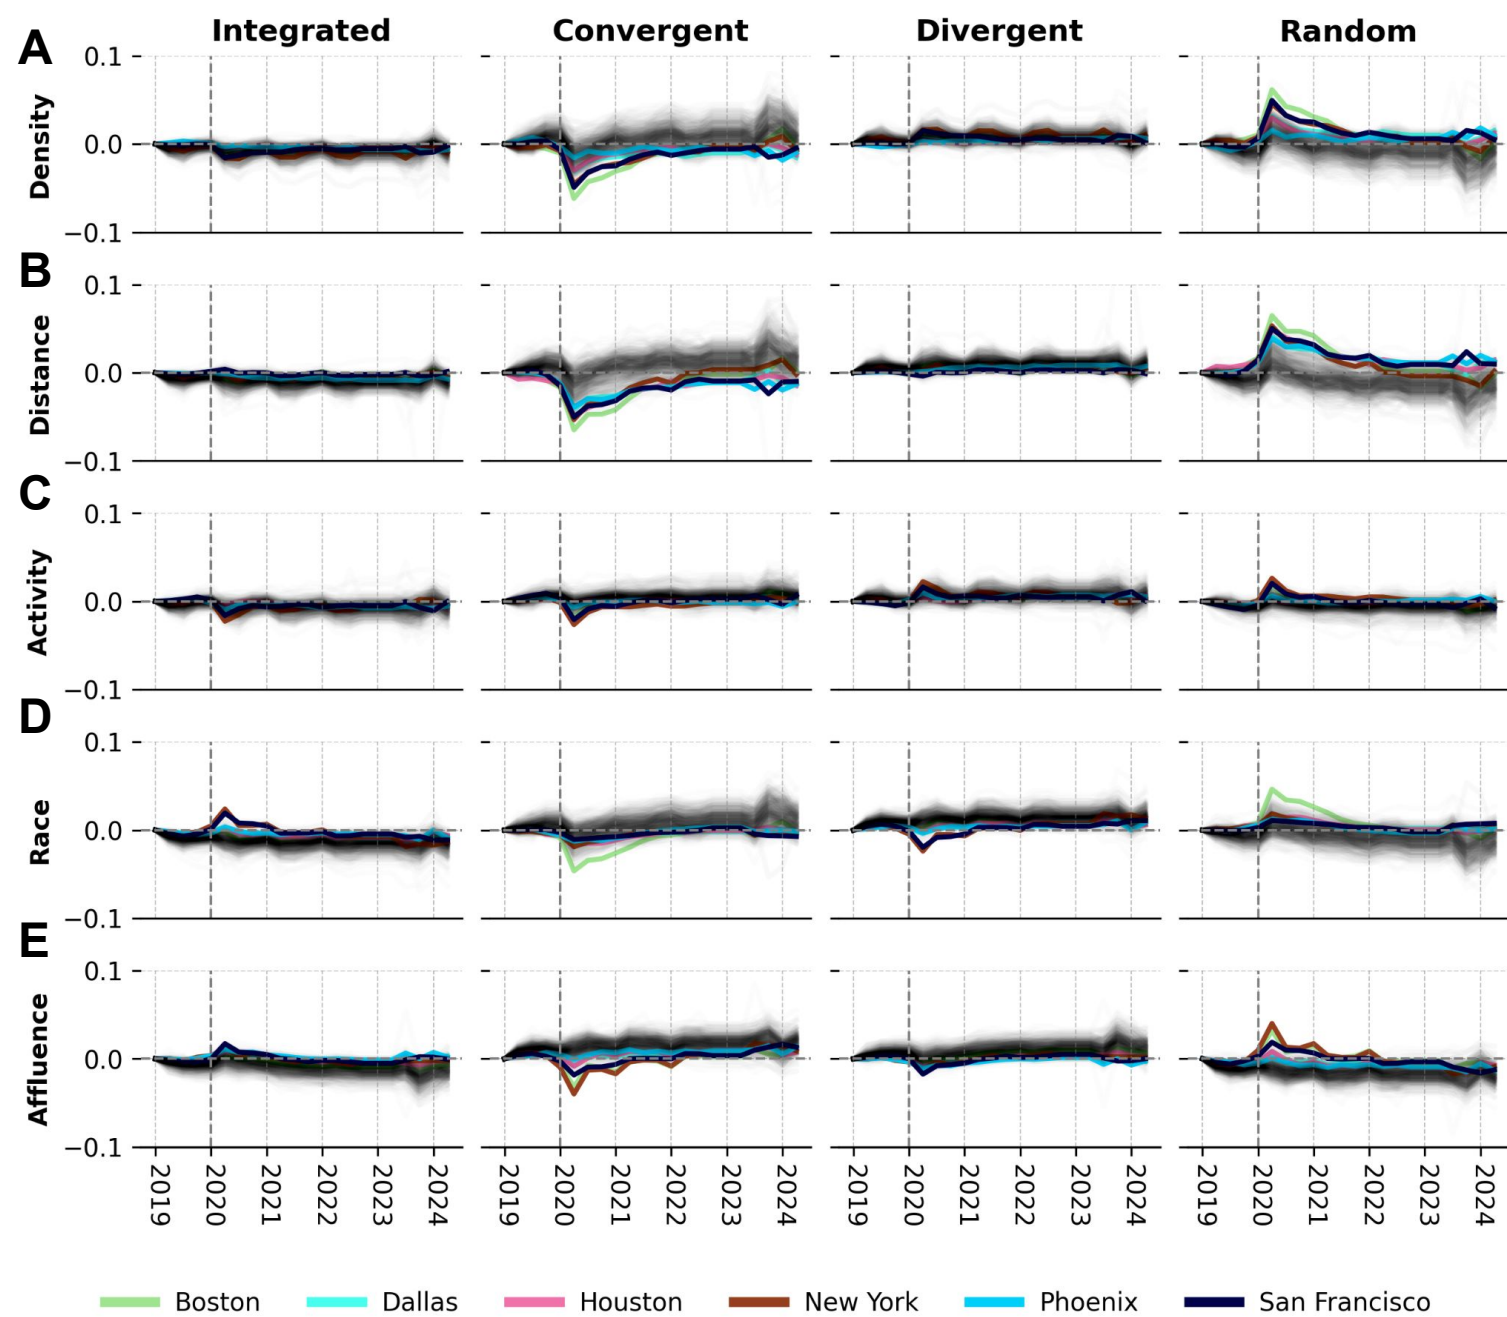 Integrated Convergent Divergent Random
A
Density
0.1
0.0
−0.1
B
Distance
0.1
0.0
−0.1
C
Activity
0.1
0.0
−0.1
D
Race
0.1
0.0
−0.1
E
Affluence
0.1
0.0
−0.1
2019 2020 2021 2022 2023 2024 2019 2020 2021 2022 2023 2024 2019 2020 2021 2022 2023 2024 2019 2020 2021 2022 2023 2024
Boston Dallas Houston New York Phoenix San Francisco